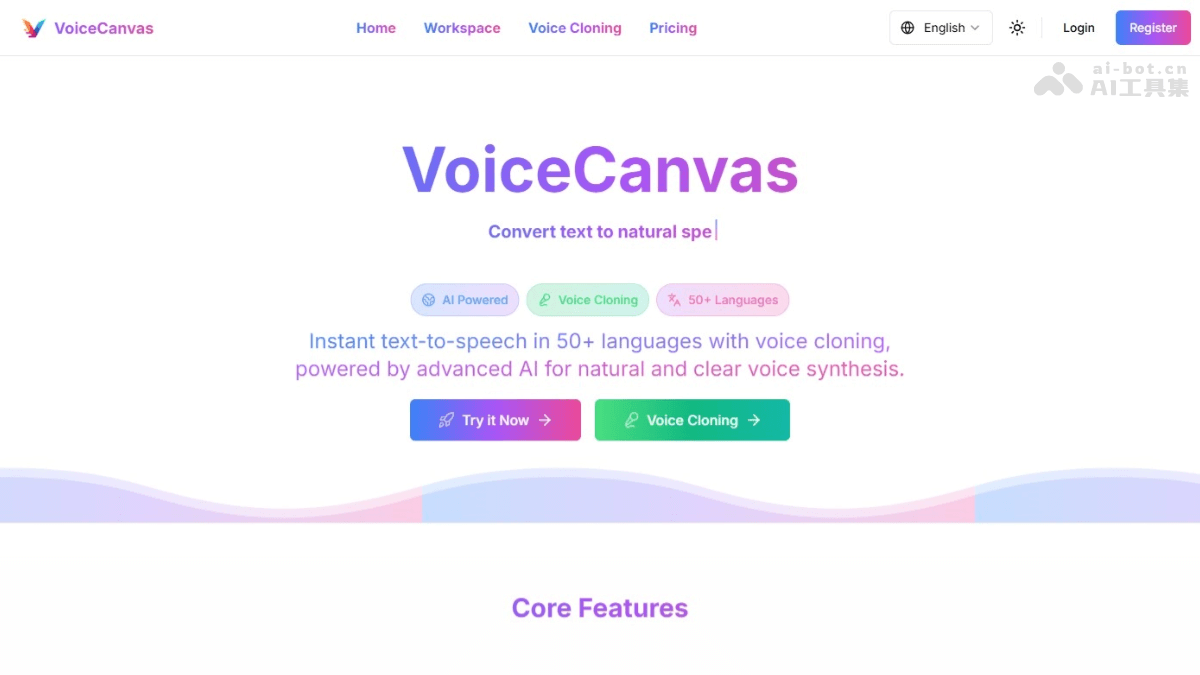 VoiceCanvas
Home Workspace Voice Cloning Pricing
English
Login
Register
ai-bot.cn
AI工具集
VoiceCanvas
Convert text to natural spe
AI Powered
Voice Cloning
50+ Languages
Instant text-to-speech in 50+ languages with voice cloning,
powered by advanced AI for natural and clear voice synthesis.
Try it Now
Voice Cloning
Core Features